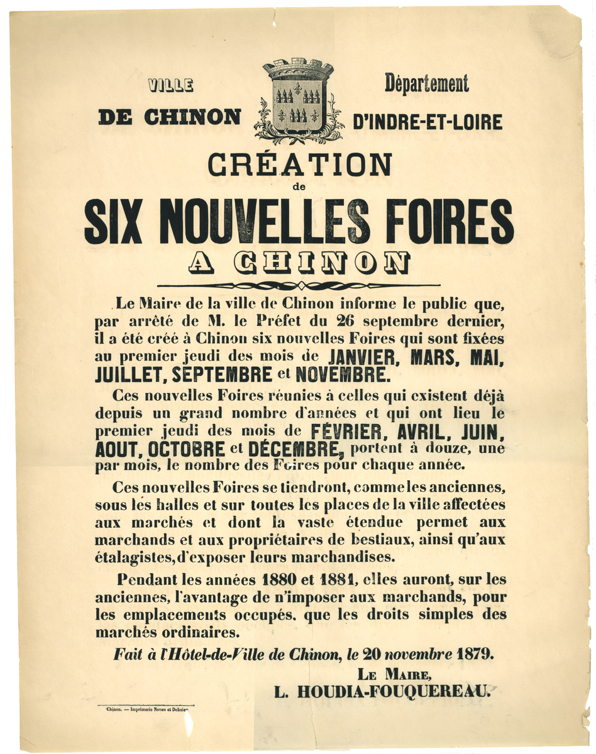 VILLE
DE CHINON
Département
D'INDRE-ET-LOIRE
CRÉATION
de
SIX NOUVELLES FOIRES
A CHINON
Le Maire de la ville de Chinon informe le public que,
par arrêté de M. le Préfet du 26 septembre dernier,
il a été créé à Chinon six nouvelles Foires qui sont fixées
au premier jeudi des mois de JANVIER, MARS, MAI,
JUILLET, SEPTEMBRE et NOVEMBRE.
Ces nouvelles Foires réunies à celles qui existent déjà
depuis un grand nombre d'années et qui ont lieu le
premier jeudi des mois de FÉVRIER, AVRIL, JUIN,
AOUT, OCTOBRE et DÉCEMBRE, portent à douze, une
par mois, le nombre des Foires pour chaque année.
Ces nouvelles Foires se tiendront, comme les anciennes,
sous les halles et sur toutes les places de la ville affectées
aux marchés et dont la vaste étendue permet aux
marchands et aux propriétaires de bestiaux, ainsi qu'aux
étalagistes, d'exposer leurs marchandises.
Pendant les années 1880 et 1881, elles auront, sur les
anciennes, l'avantage de n'imposer aux marchands, pour
les emplacements occupés, que les droits simples des
marchés ordinaires.
Fait à l'Hôtel-de-Ville de Chinon, le 20 novembre 1879.
LE MAIRE,
L. HOUDIA-FOUQUEREAU.
Chinon. — Imprimerie et